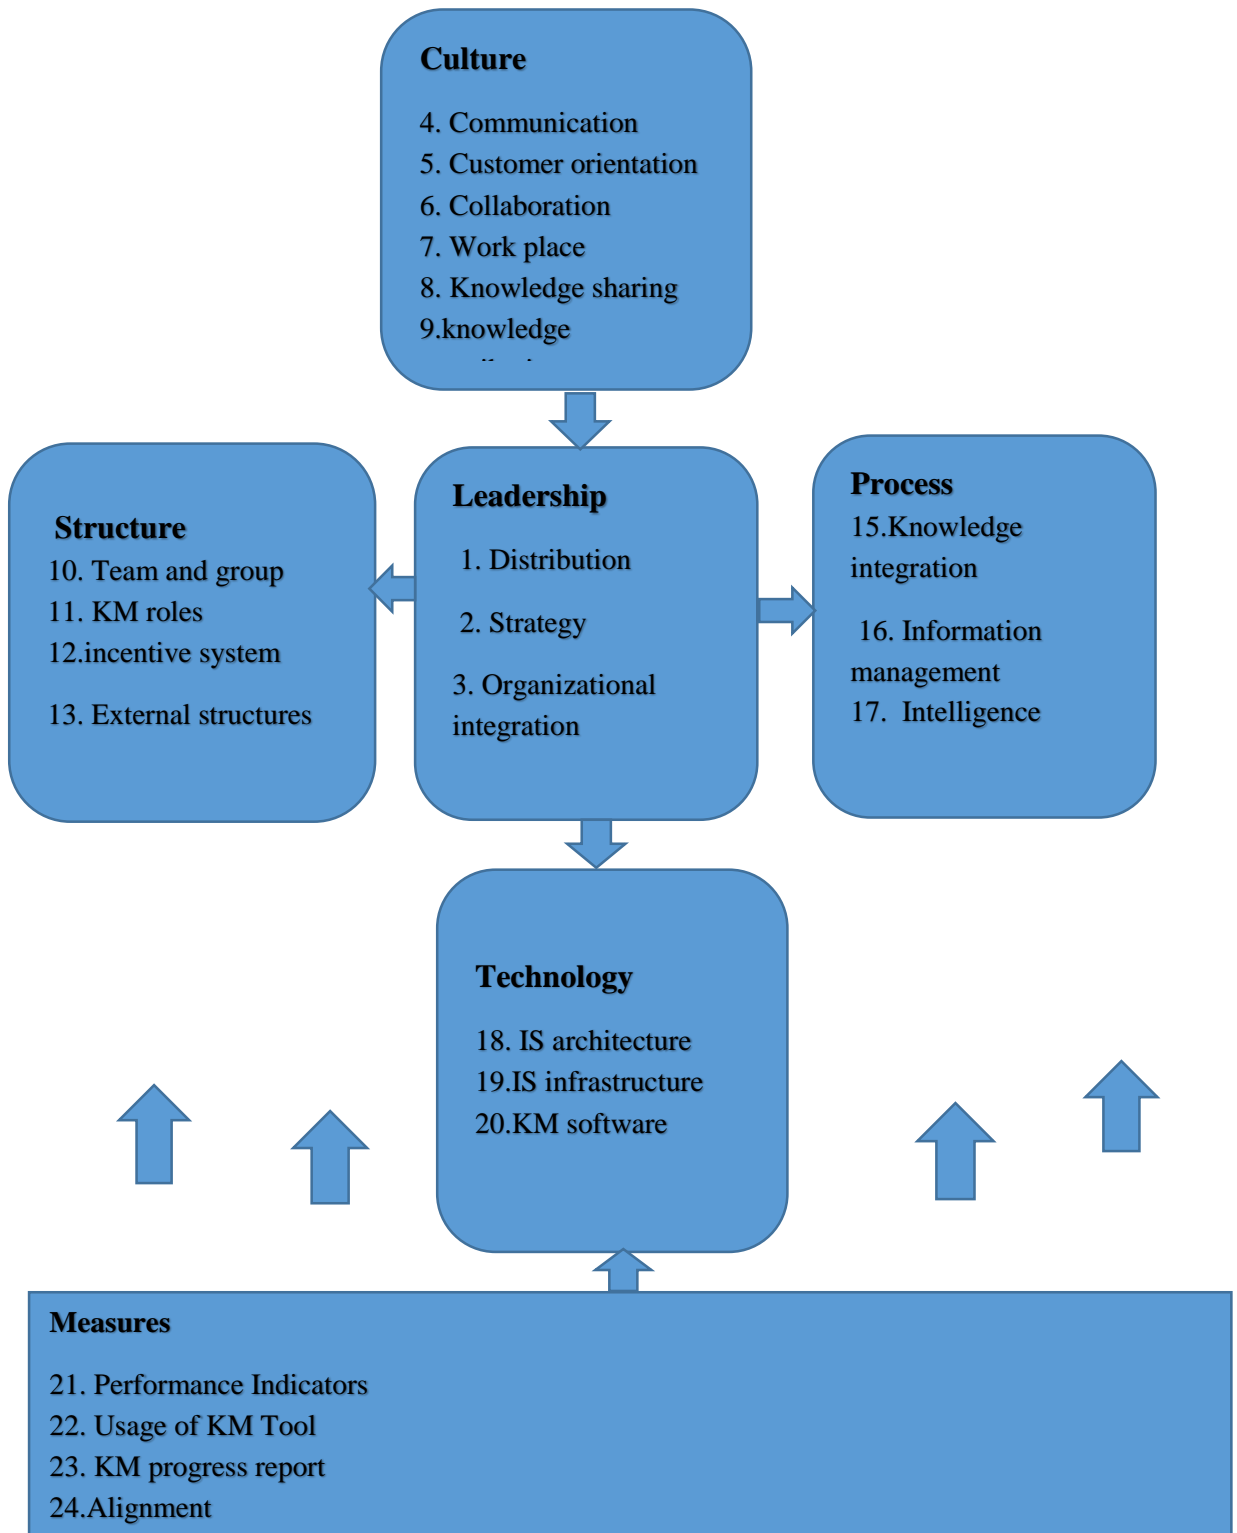 Culture
4. Communication
5. Customer orientation
6. Collaboration
7. Work place
8. Knowledge sharing
9.knowledge
Structure
10. Team and group
11. KM roles
12.incentive system
13. External structures
Leadership
1. Distribution
2. Strategy
3. Organizational
integration
Process
15.Knowledge
integration
16. Information
management
17. Intelligence
Technology
18. IS architecture
19.IS infrastructure
20.KM software
Measures
21. Performance Indicators
22. Usage of KM Tool
23. KM progress report
24.Alignment